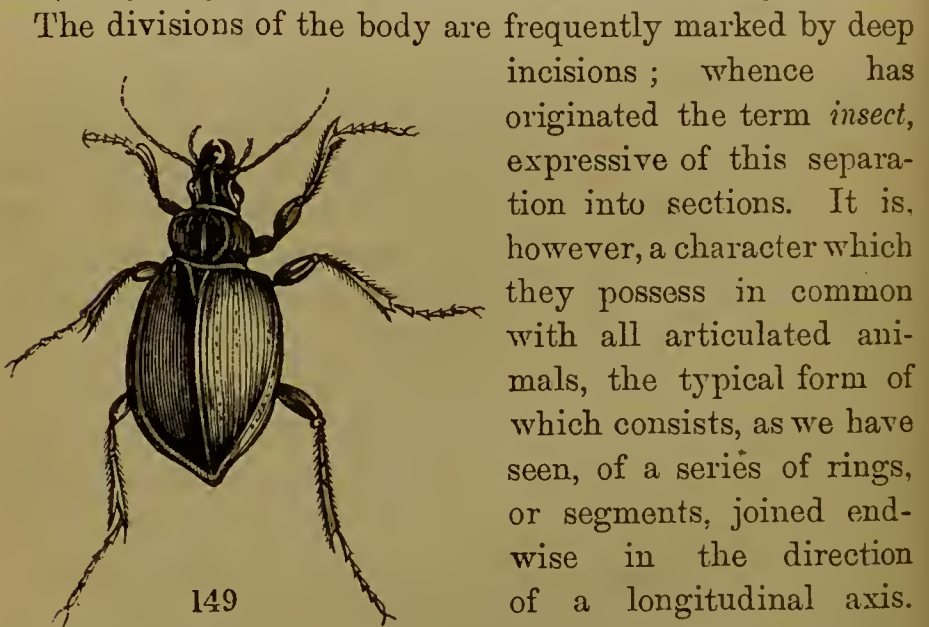 The divisions of the body are frequently marked by deep
incisions ; whence has
originated the term insect,
expressive of this separa-
tion into sections. It is,
however, a character which
they possess in common
with all articulated ani-
mals, the typical form of
which consists, as we have
seen, of a series of rings,
or segments, joined end-
wise in the direction
of a longitudinal axis.
149